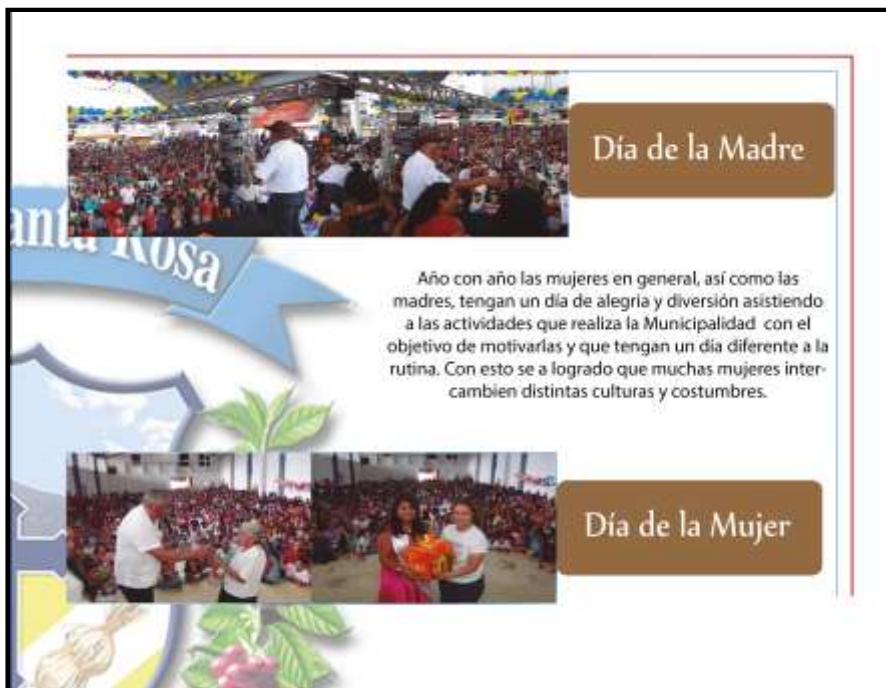 Día de la Madre
anta Rosa
Año con año las mujeres en general, así como las
madres, tengan un día de alegria y diversión asistiendo
a las actividades que realiza la Municipalidad con el
objetivo de motivarlas y que tengan un día diferente a la
rutina. Con esto se a logrado que muchas mujeres inter-
cambien distintas culturas y costumbres.
Día de la Mujer